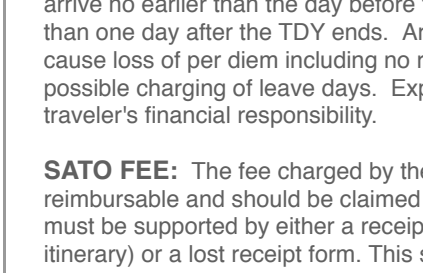 arrive no earlier than the day before
than one day after the TDY ends. Ar
cause loss of per diem including no r
possible charging of leave days. Exp
traveler's financial responsibility.
SATO FEE: The fee charged by the
reimbursable and should be claimed
must be supported by either a receip
itinerary) or a lost receipt form. This s